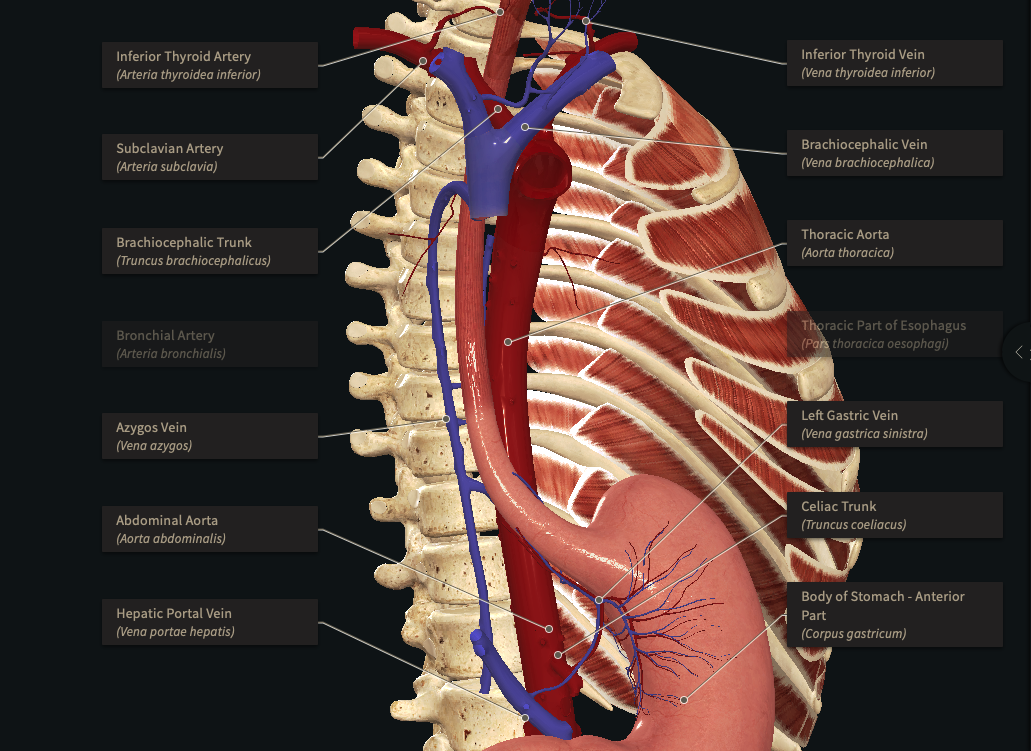 Inferior Thyroid Artery
(Arteria thyroidea inferior)
Subclavian Artery
(Arteria subclavia)
Brachiocephalic Trunk
(Truncus brachiocephalicus)
Bronchial Artery
(Arteria bronchialis)
Azygos Vein
(Vena azygos)
Abdominal Aorta
(Aorta abdominalis)
Hepatic Portal Vein
(Vena portae hepatis)
Inferior Thyroid Vein
(Vena thyroidea inferior)
Brachiocephalic Vein
(Vena brachiocephalica)
Thoracic Aorta
(Aorta thoracica)
Thoracic Part of Esophagus
(Pars thoracica oesophagi)
Left Gastric Vein
(Vena gastrica sinistra)
Celiac Trunk
(Truncus coeliacus)
Body of Stomach - Anterior
Part
(Corpus gastricum)